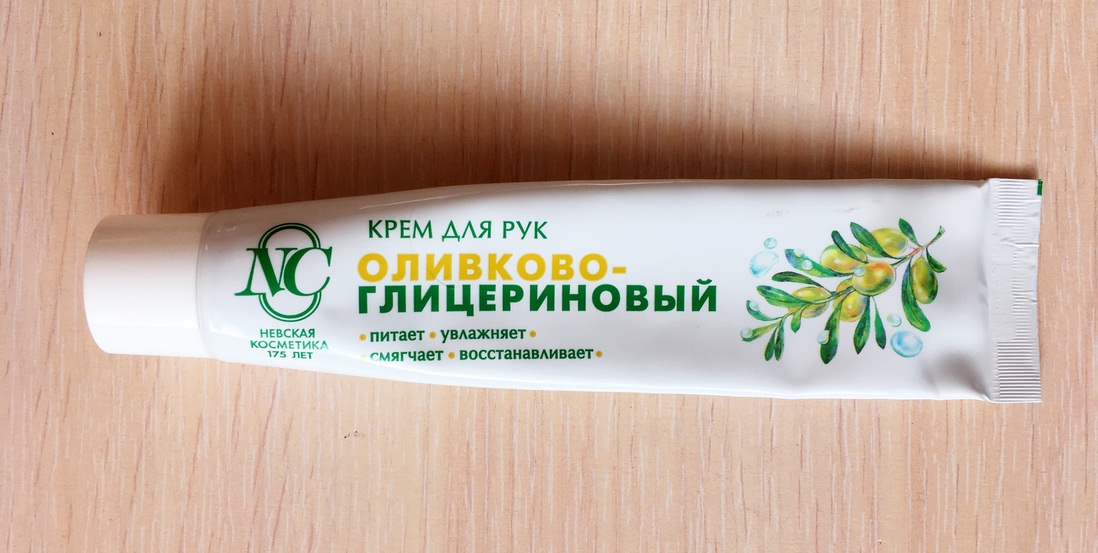 NC
НЕВСКАЯ
КОСМЕТИКА
175 ЛЕТ
КРЕМ ДЛЯ РУК
ОЛИВКОВО-
ГЛИЦЕРИНОВЫЙ
• питает • увлажняет •
• смягчает • восстанавливает •